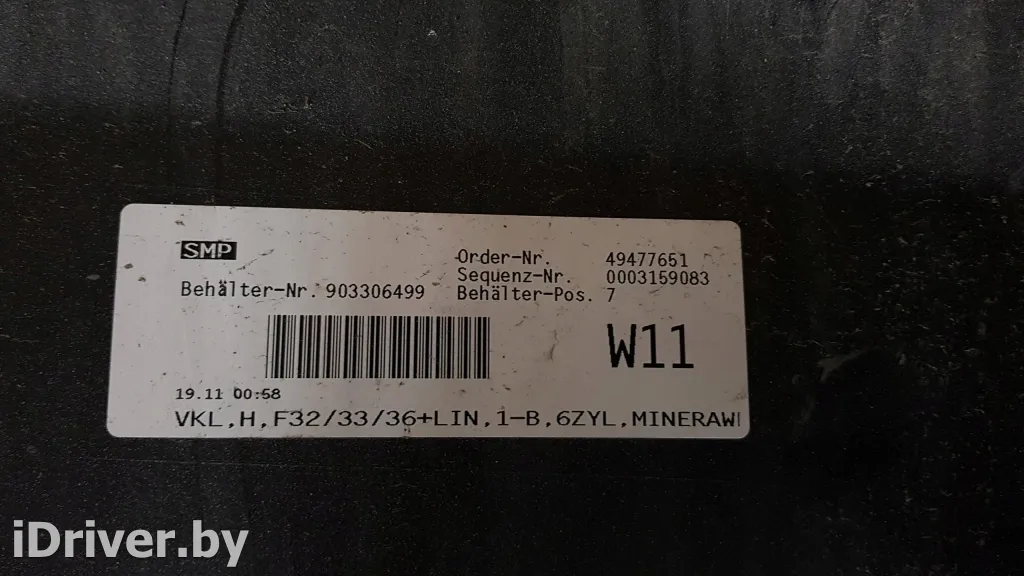 SMP
Order-Nr. 49477651
Sequenz-Nr. 0003159083
Behälter-Nr. 903306499 Behälter-Pos. 7
W11
19.11 00:58
VKL,H,F32/33/36+LIN,1-B,6ZYL,MINERAW
iDriver.by